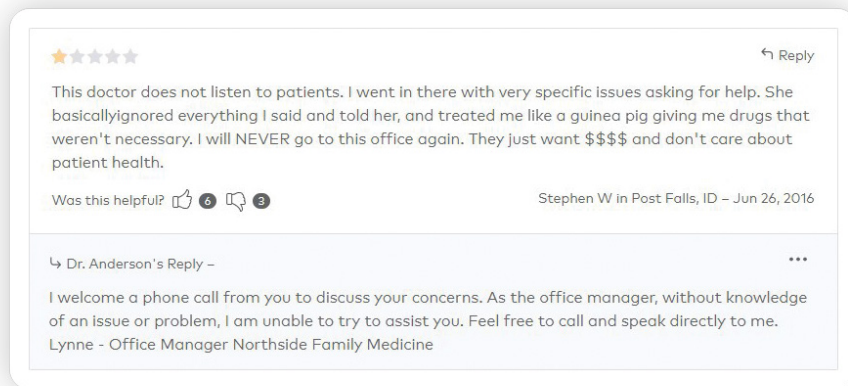 Reply
This doctor does not listen to patients. I went in there with very specific issues asking for help. She
basicallyignored everything I said and told her, and treated me like a guinea pig giving me drugs that
weren't necessary. I will NEVER go to this office again. They just want $$$$ and don't care about
patient health.
Was this helpful? 6 3
Stephen W in Post Falls, ID – Jun 26, 2016
Dr. Anderson's Reply –
I welcome a phone call from you to discuss your concerns. As the office manager, without knowledge
of an issue or problem, I am unable to try to assist you. Feel free to call and speak directly to me.
Lynne - Office Manager Northside Family Medicine